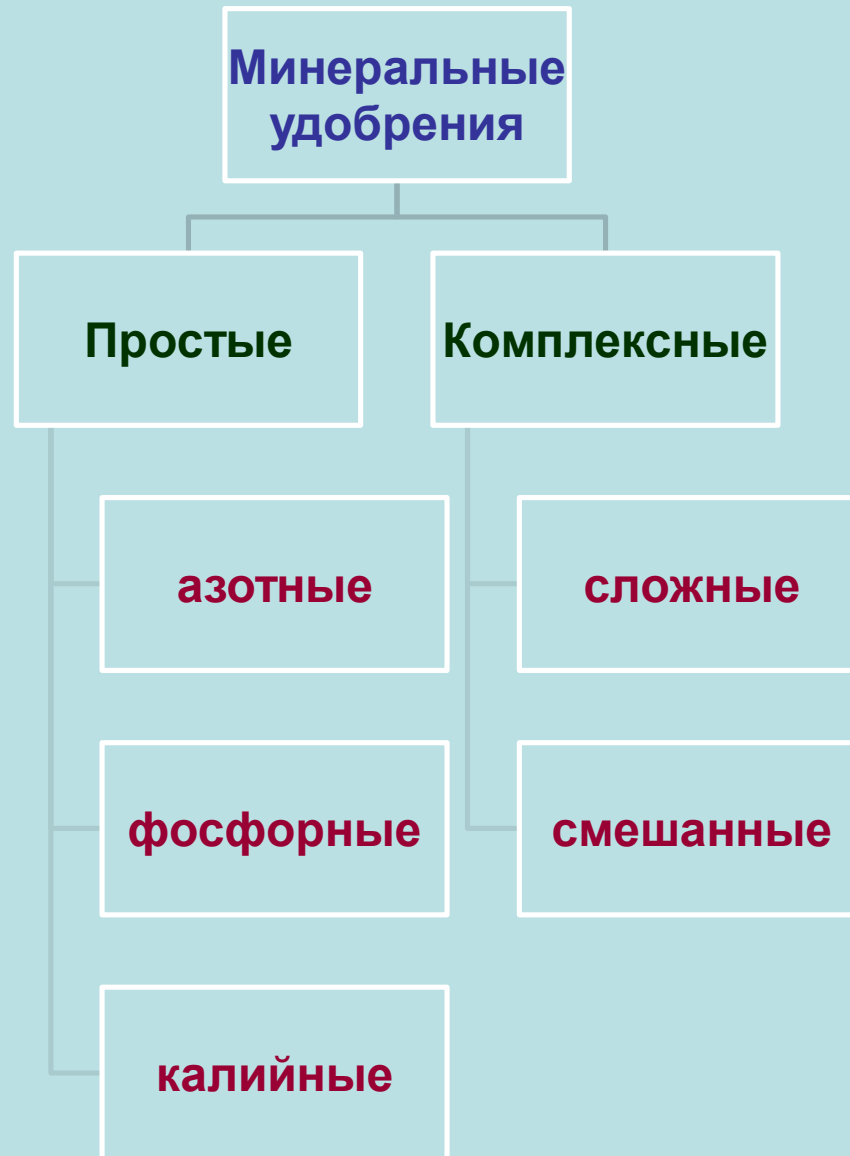 Минеральные
удобрения
Простые
Комплексные
азотные
сложные
фосфорные
смешанные
калийные